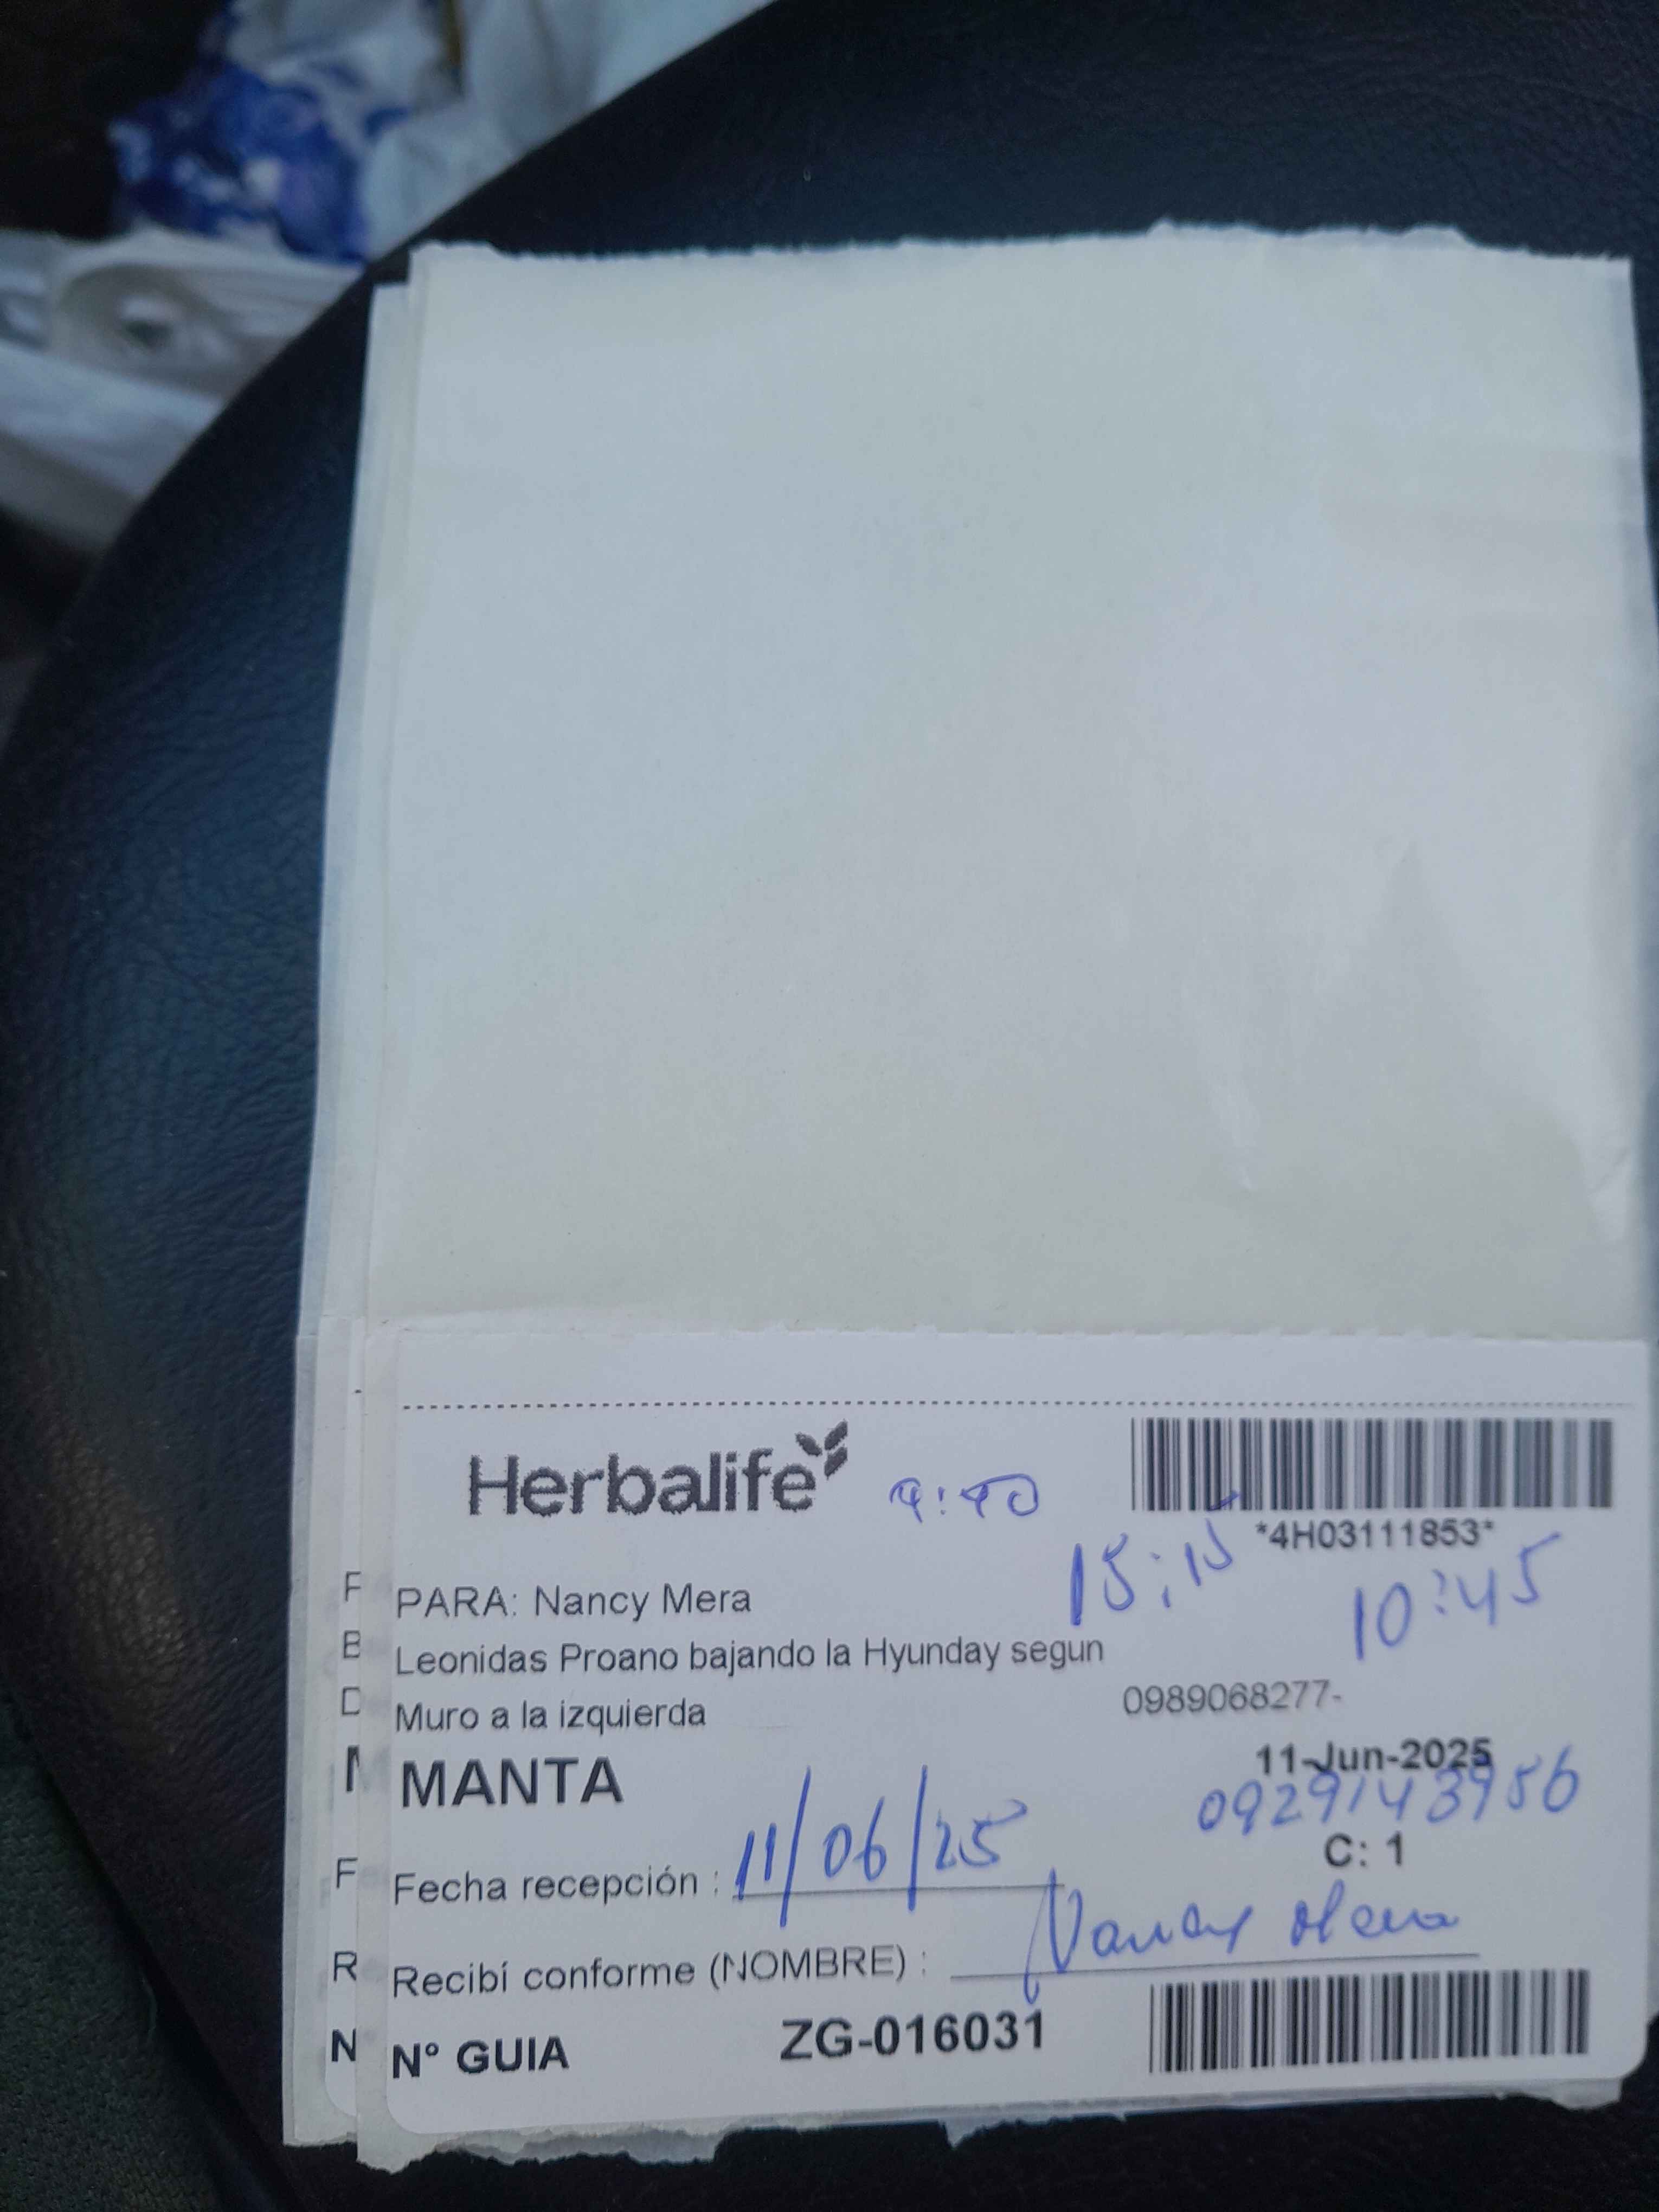 Herbalife
9:40
*4H03111853*
15:15
10:45
PARA: Nancy Mera
Leonidas Proano bajando la Hyunday segun
Muro a la izquierda
0989068277-
MANTA
11-Jun-2025
0929143956
C: 1
Fecha recepción : 11/06/25
Recibí conforme (NOMBRE) : Nancy Mera
N° GUIA ZG-016031
F
B
D
F
R
N